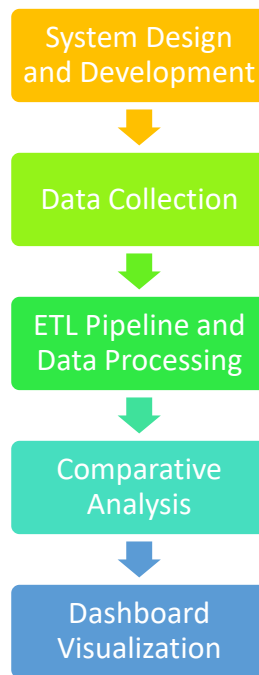 System Design
and Development
Data Collection
ETL Pipeline and
Data Processing
Comparative
Analysis
Dashboard
Visualization